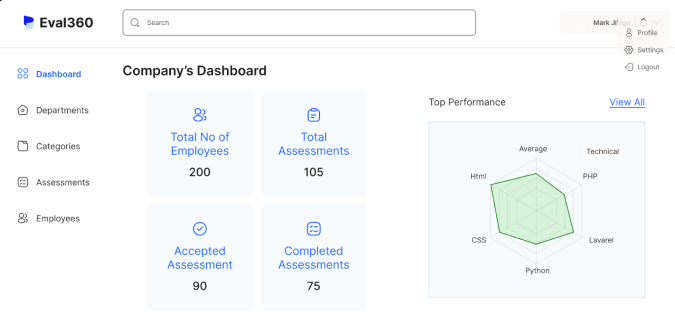 Eval360
Search
Mark
Profile
Settings
Logout
Dashboard
Departments
Categories
Assessments
Employees
Company's Dashboard
Total No of
Employees
200
Total
Assessments
105
Accepted
Assessment
90
Completed
Assessments
75
Top Performance
View All
Technical
Average
PHP
Lavarel
Python
CSS
Html